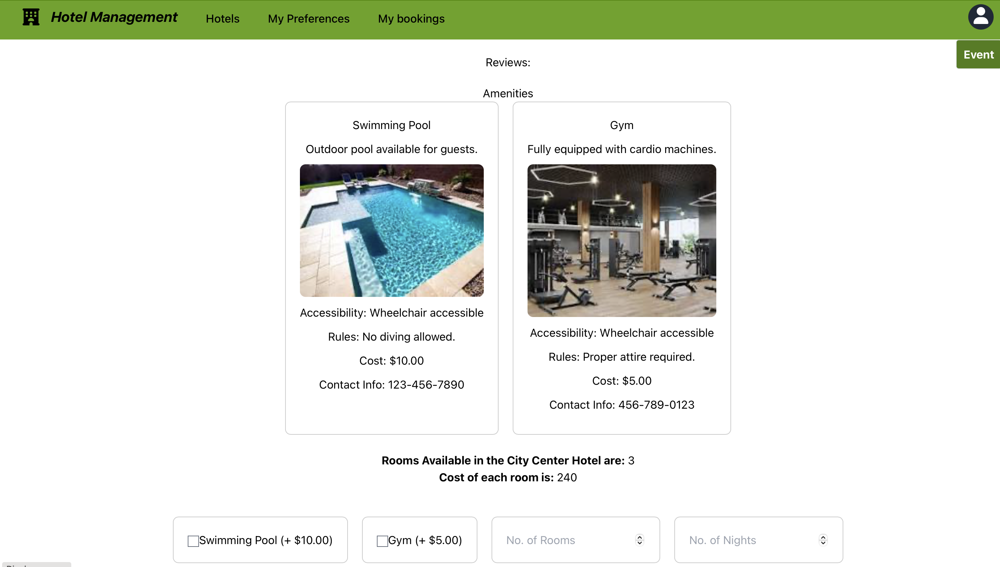 Hotel Management
Hotels
My Preferences
My bookings
Event
Reviews:
Amenities
Swimming Pool
Outdoor pool available for guests.
Accessibility: Wheelchair accessible
Rules: No diving allowed.
Cost: $10.00
Contact Info: 123-456-7890
Gym
Fully equipped with cardio machines.
Accessibility: Wheelchair accessible
Rules: Proper attire required.
Cost: $5.00
Contact Info: 456-789-0123
Rooms Available in the City Center Hotel are: 3
Cost of each room is: 240
Swimming Pool (+ $10.00)
Gym (+ $5.00)
No. of Rooms
No. of Nights